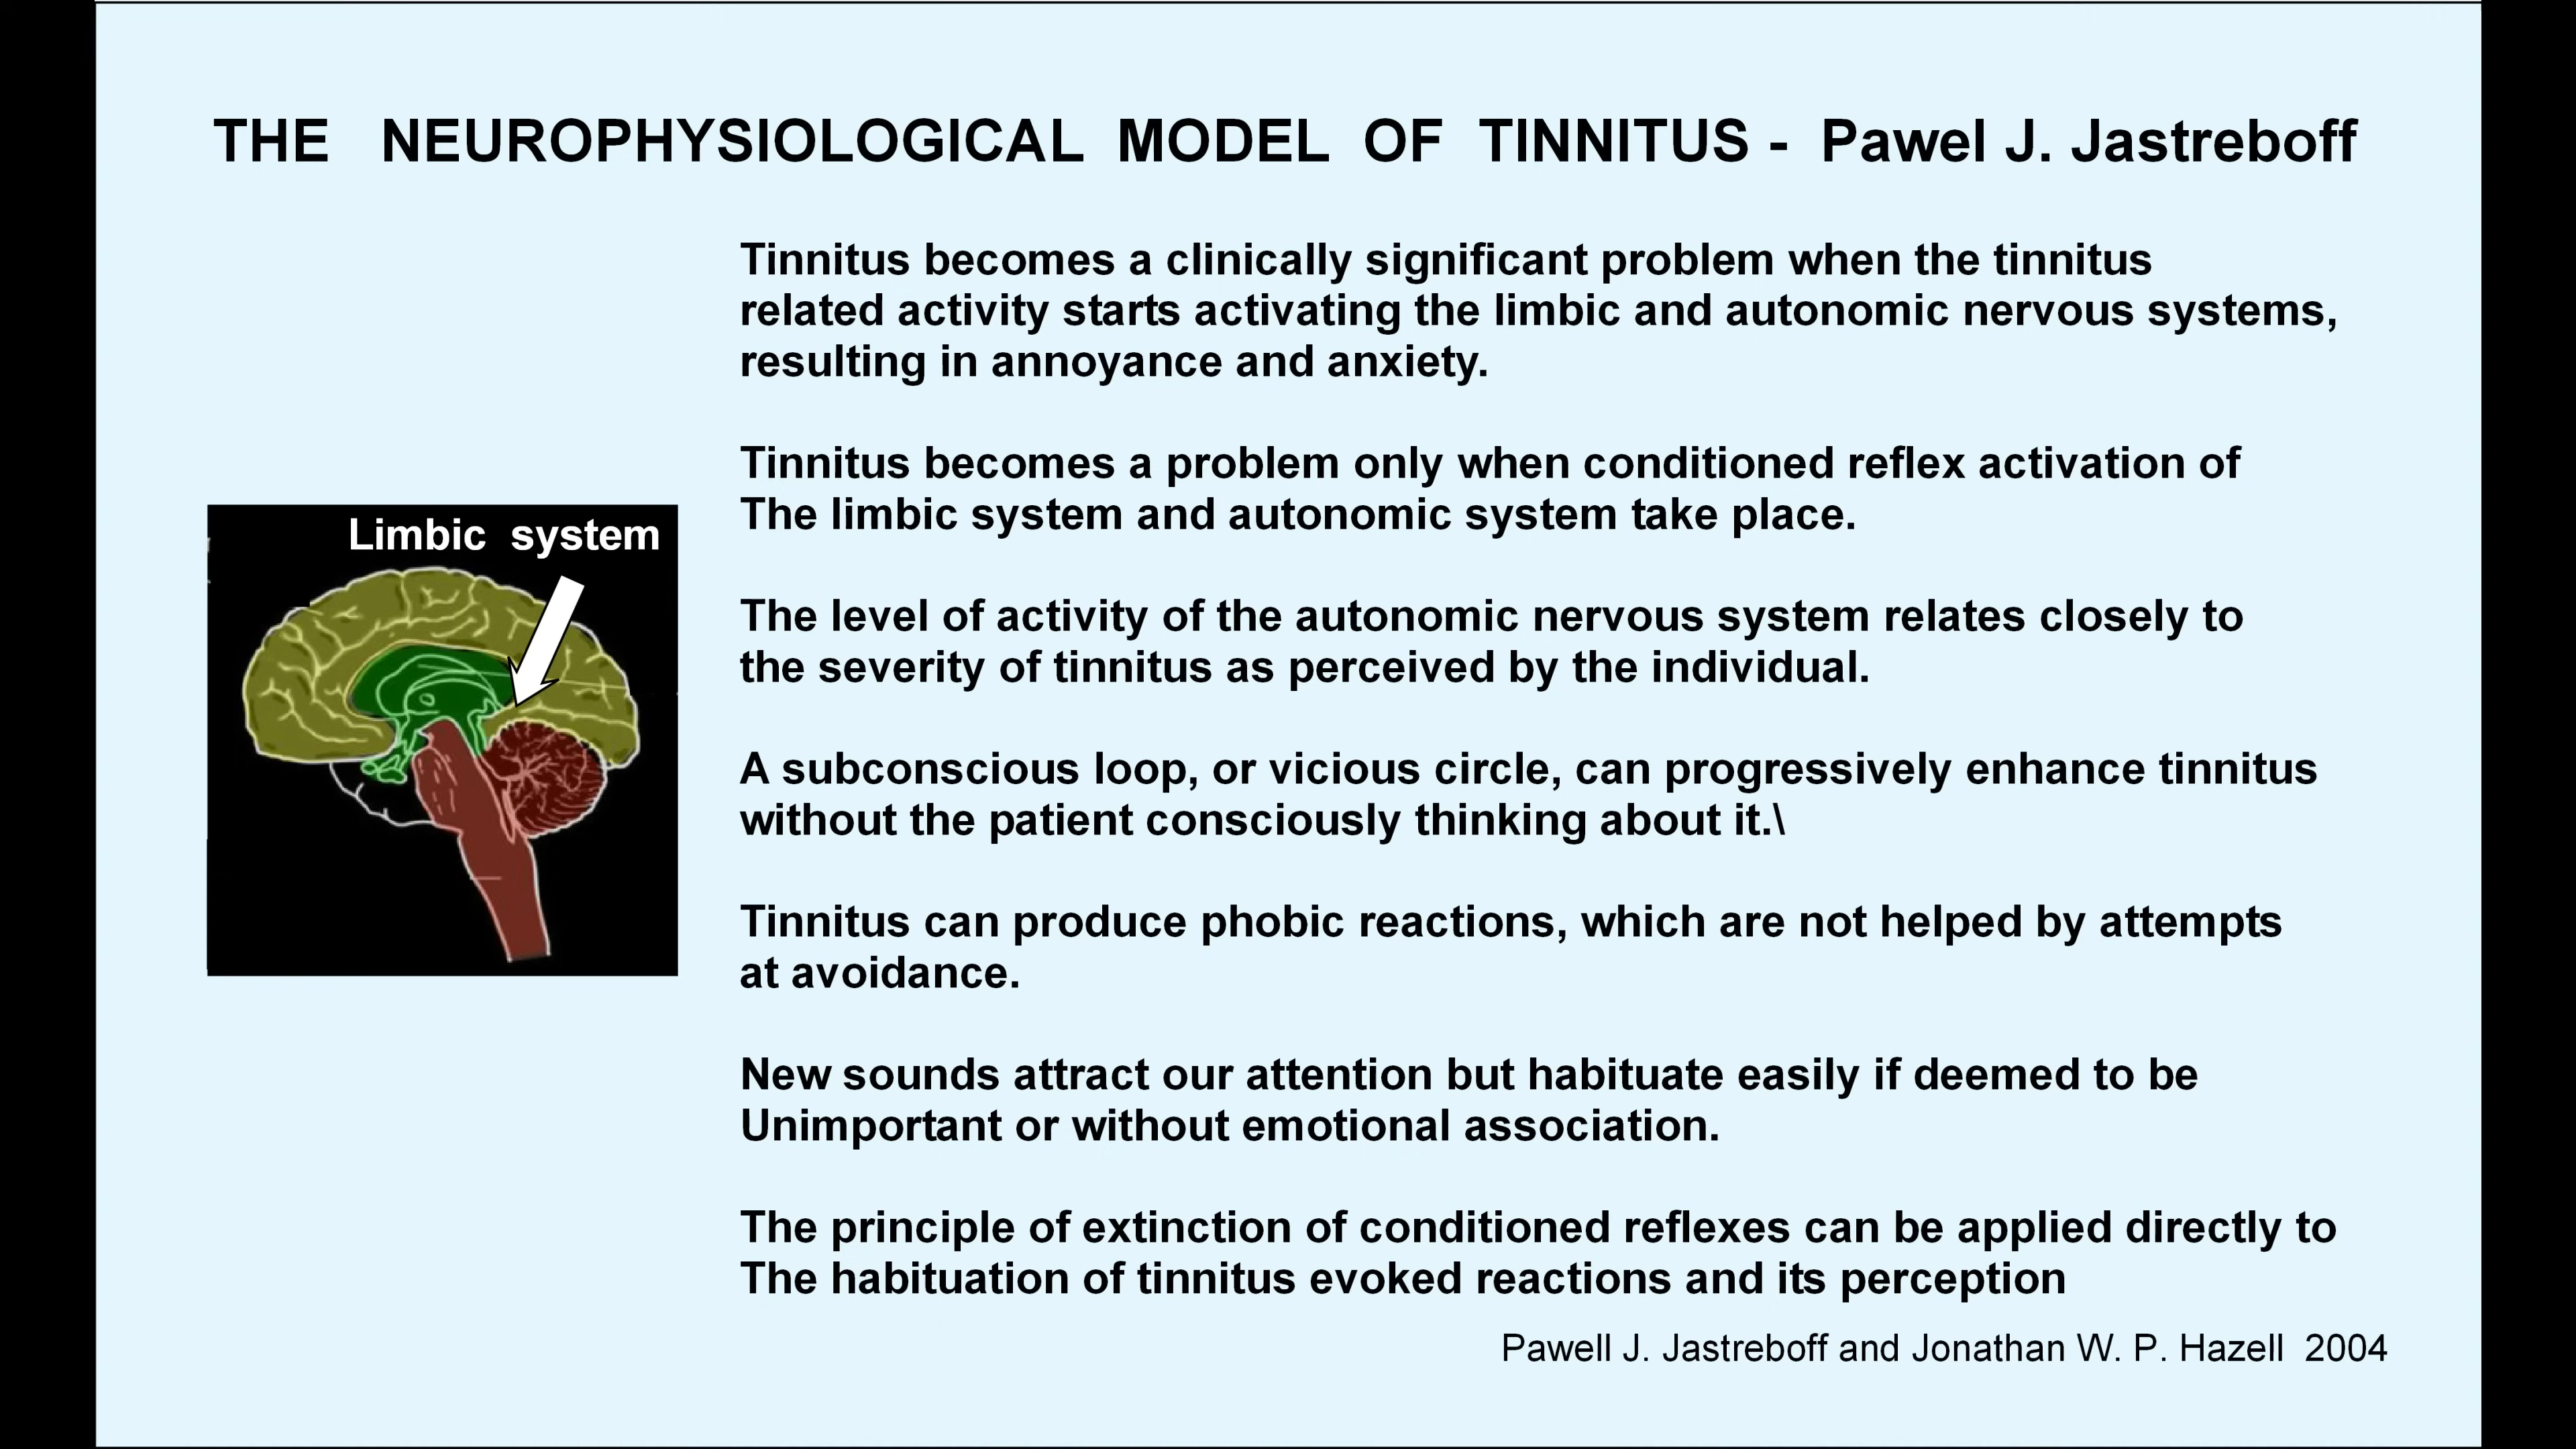 THE NEUROPHYSIOLOGICAL MODEL OF TINNITUS - Pawel J. Jastreboff
Tinnitus becomes a clinically significant problem when the tinnitus
related activity starts activating the limbic and autonomic nervous systems,
resulting in annoyance and anxiety.
Tinnitus becomes a problem only when conditioned reflex activation of
The limbic system and autonomic system take place.
Limbic system
The level of activity of the autonomic nervous system relates closely to
the severity of tinnitus as perceived by the individual.
A subconscious loop, or vicious circle, can progressively enhance tinnitus
without the patient consciously thinking about it.\
Tinnitus can produce phobic reactions, which are not helped by attempts
at avoidance.
New sounds attract our attention but habituate easily if deemed to be
Unimportant or without emotional association.
The principle of extinction of conditioned reflexes can be applied directly to
The habituation of tinnitus evoked reactions and its perception
Pawell J. Jastreboff and Jonathan W. P. Hazell 2004